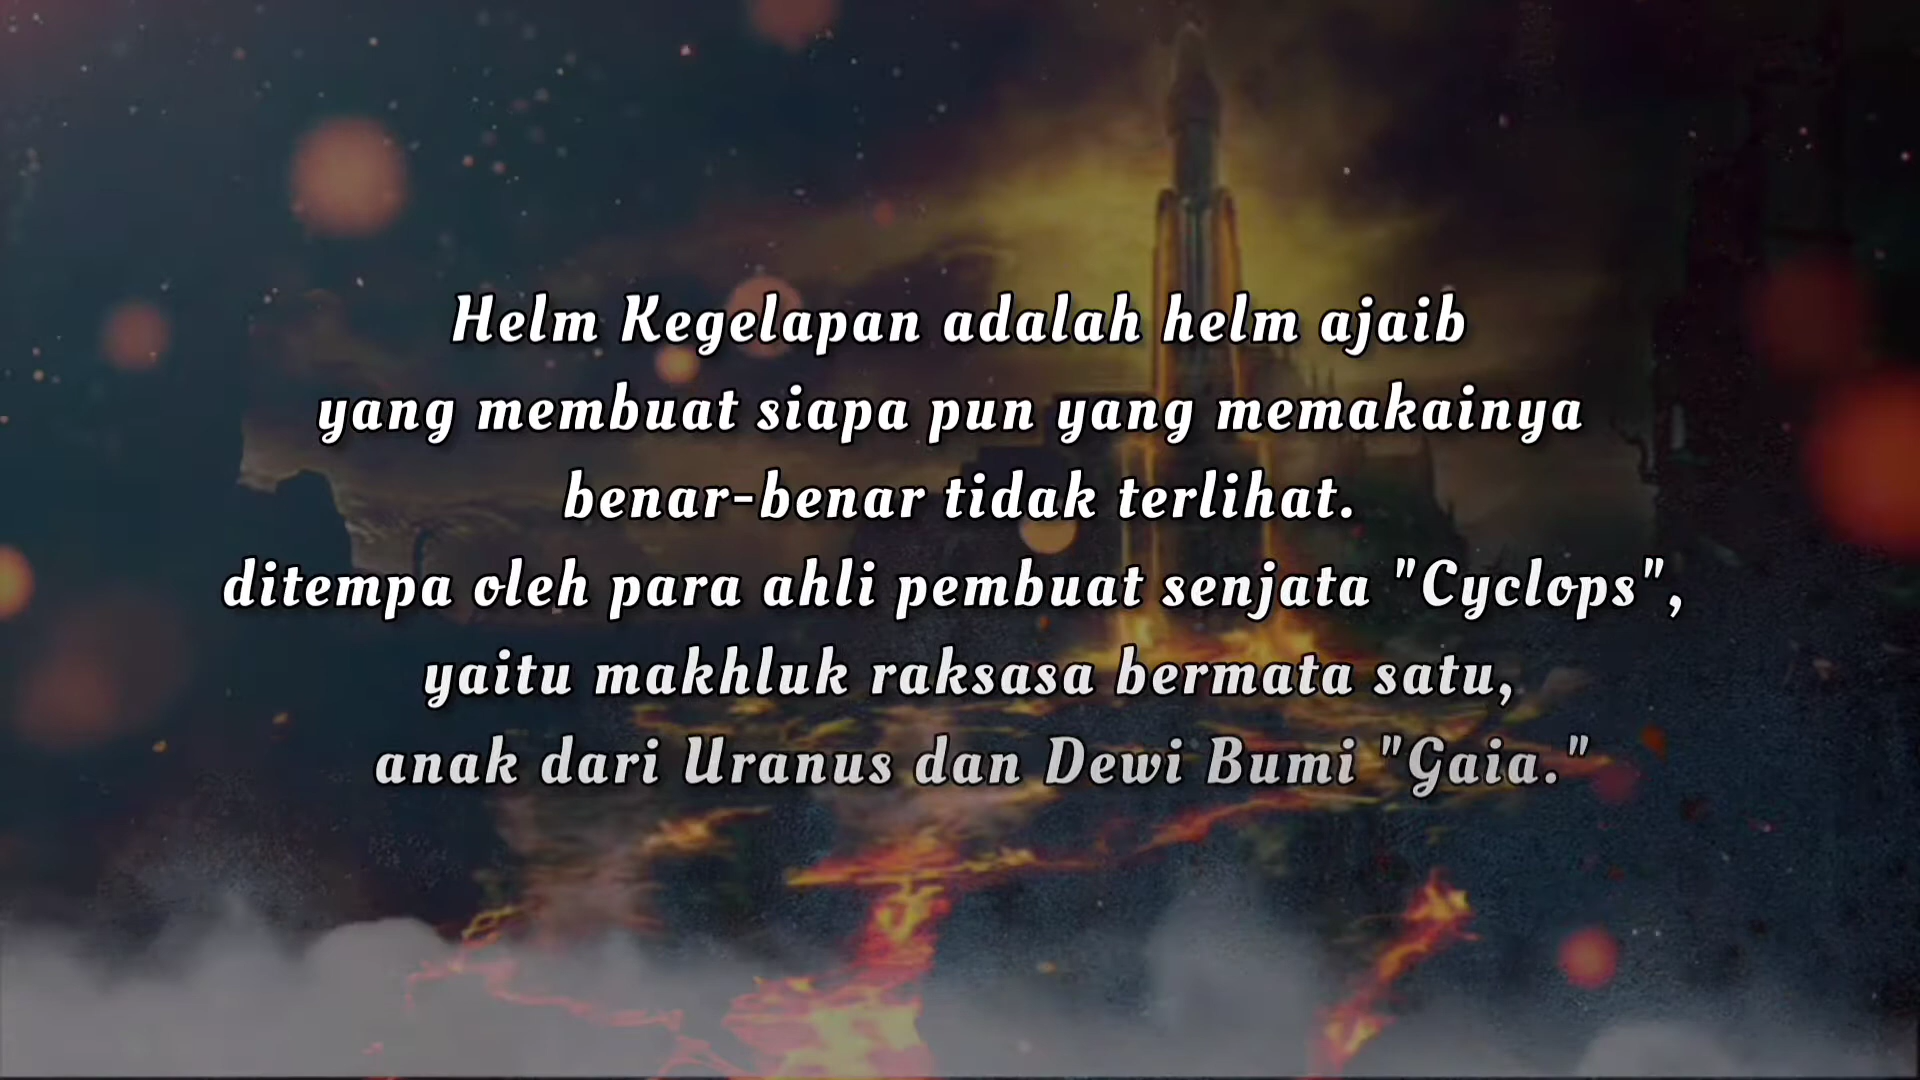 Helm Kegelapan adalah helm ajaib
yang membuat siapa pun yang memakainya
benar-benar tidak terlihat.
ditempa oleh para ahli pembuat senjata "Cyclops",
yaitu makhluk raksasa bermata satu,
anak dari Uranus dan Dewi Bumi "Gaia."